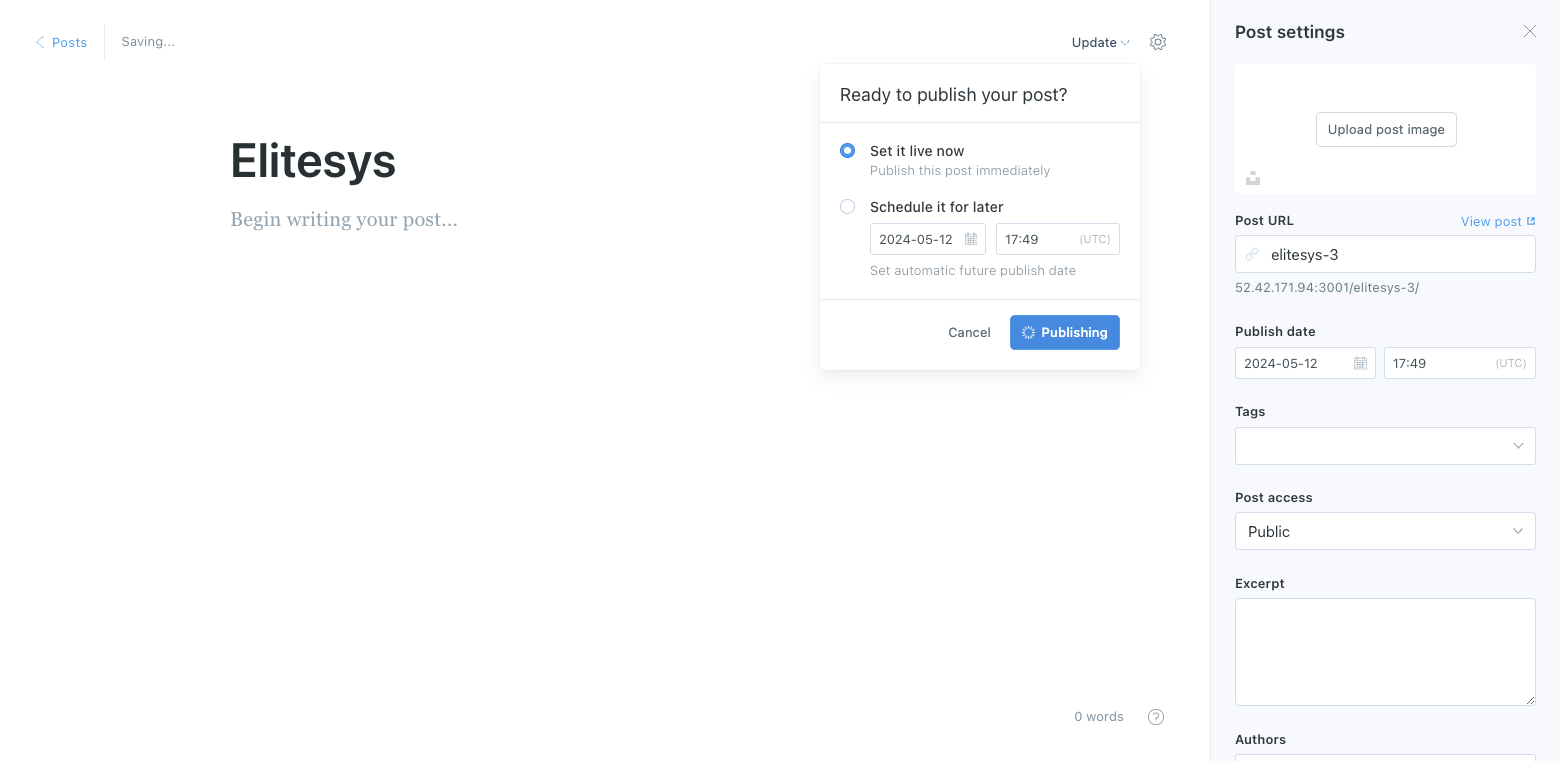 Posts
Saving...
Update
Ready to publish your post?
Set it live now
Publish this post immediately
Schedule it for later
2024-05-12
17:49 (UTC)
Set automatic future publish date
Cancel
Publishing
Elitesys
Begin writing your post...
0 words
?
Post settings
Upload post image
Post URL
View post
elitesys-3
52.42.171.94:3001/elitesys-3/
Publish date
2024-05-12
17:49 (UTC)
Tags
Post access
Public
Excerpt
Authors